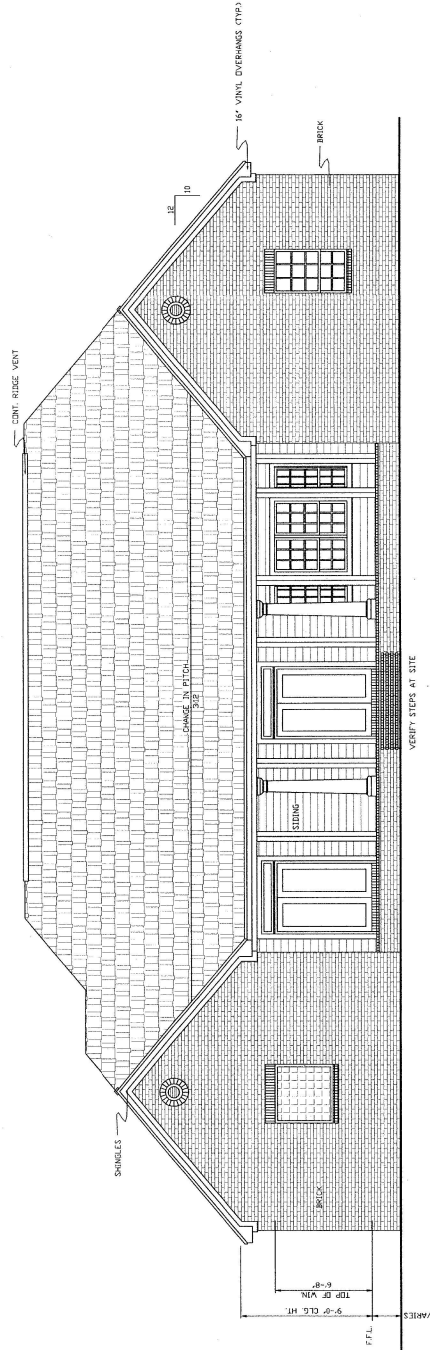 CONT. RIDGE VENT
SHINGLES
12
10
16" VINYL OVERHANGS (TYP.)
CHANGE IN PITCH
3:12
BRICK
SIDING
BRICK
9'-0" CLG. HT.
6'-8"
TOP OF WIN.
F.F.L.
VARIES
VERIFY STEPS AT SITE